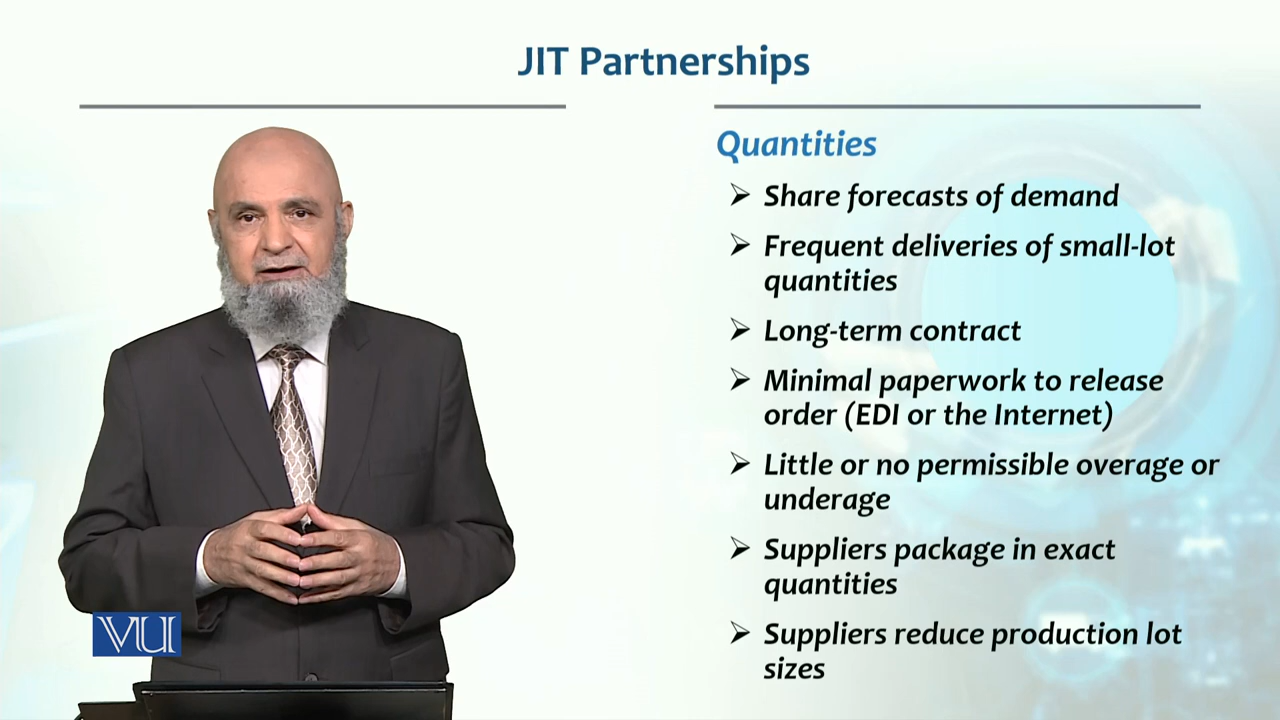 JIT Partnerships
Quantities
Share forecasts of demand
Frequent deliveries of small-lot
quantities
Long-term contract
Minimal paperwork to release
order (EDI or the Internet)
Little or no permissible overage or
underage
Suppliers package in exact
quantities
Suppliers reduce production lot
sizes
VU